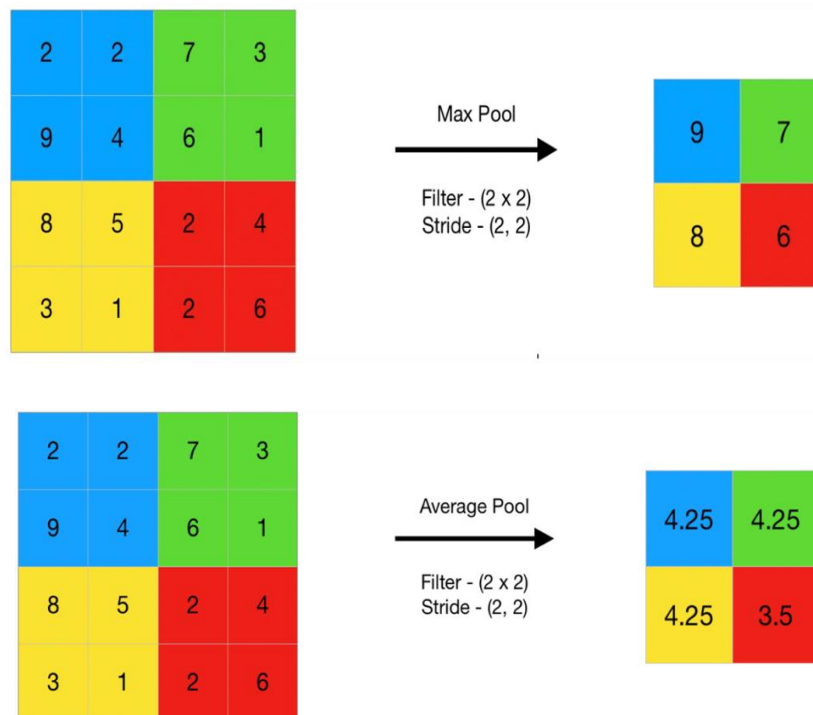 2 2 7 3
9 4 6 1
8 5 2 4
3 1 2 6
Max Pool
Filter - (2 x 2)
Stride - (2, 2)
9 7
8 6
2 2 7 3
9 4 6 1
8 5 2 4
3 1 2 6
Average Pool
Filter - (2 x 2)
Stride - (2, 2)
4.25 4.25
4.25 3.5